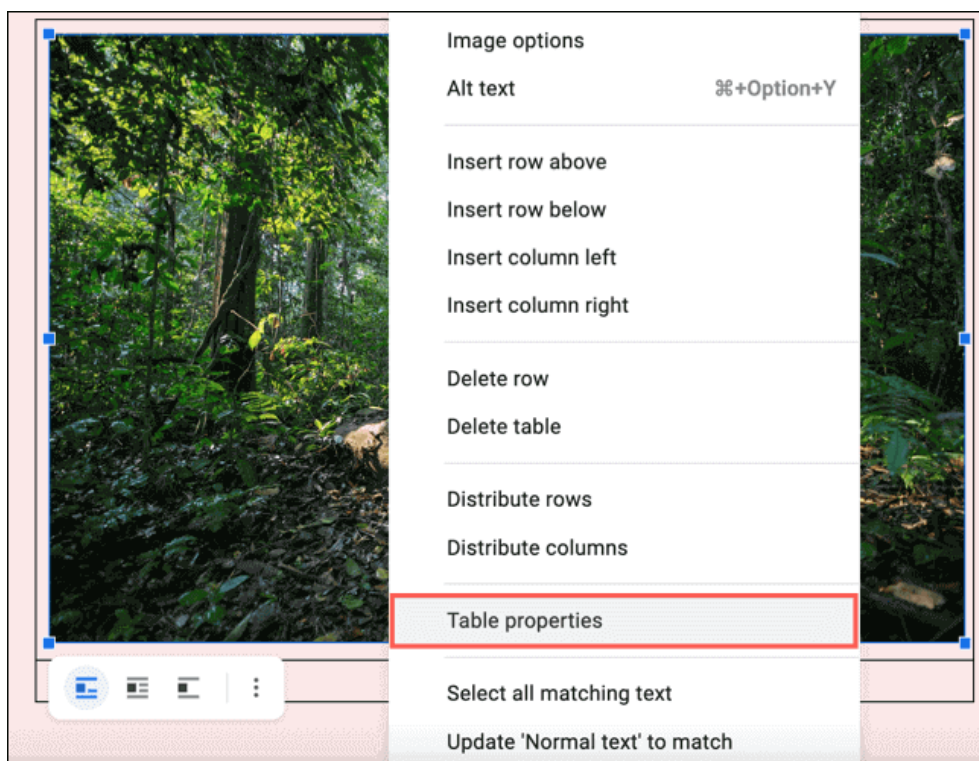 Image options
Alt text ⌘+Option+Y
Insert row above
Insert row below
Insert column left
Insert column right
Delete row
Delete table
Distribute rows
Distribute columns
Table properties
Select all matching text
Update 'Normal text' to match